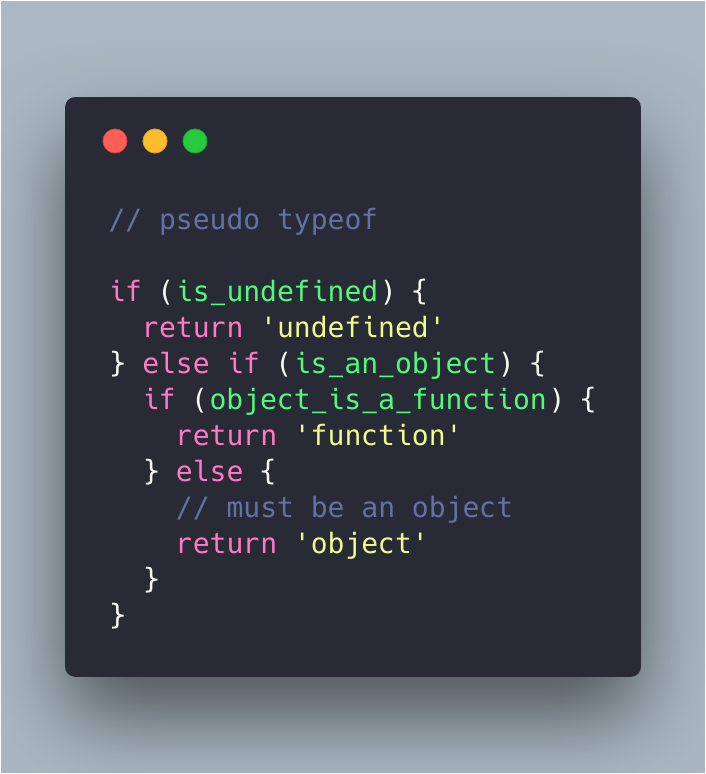 // pseudo typeof
if (is_undefined) {
  return 'undefined'
} else if (is_an_object) {
  if (object_is_a_function) {
    return 'function'
  } else {
    // must be an object
    return 'object'
  }
}